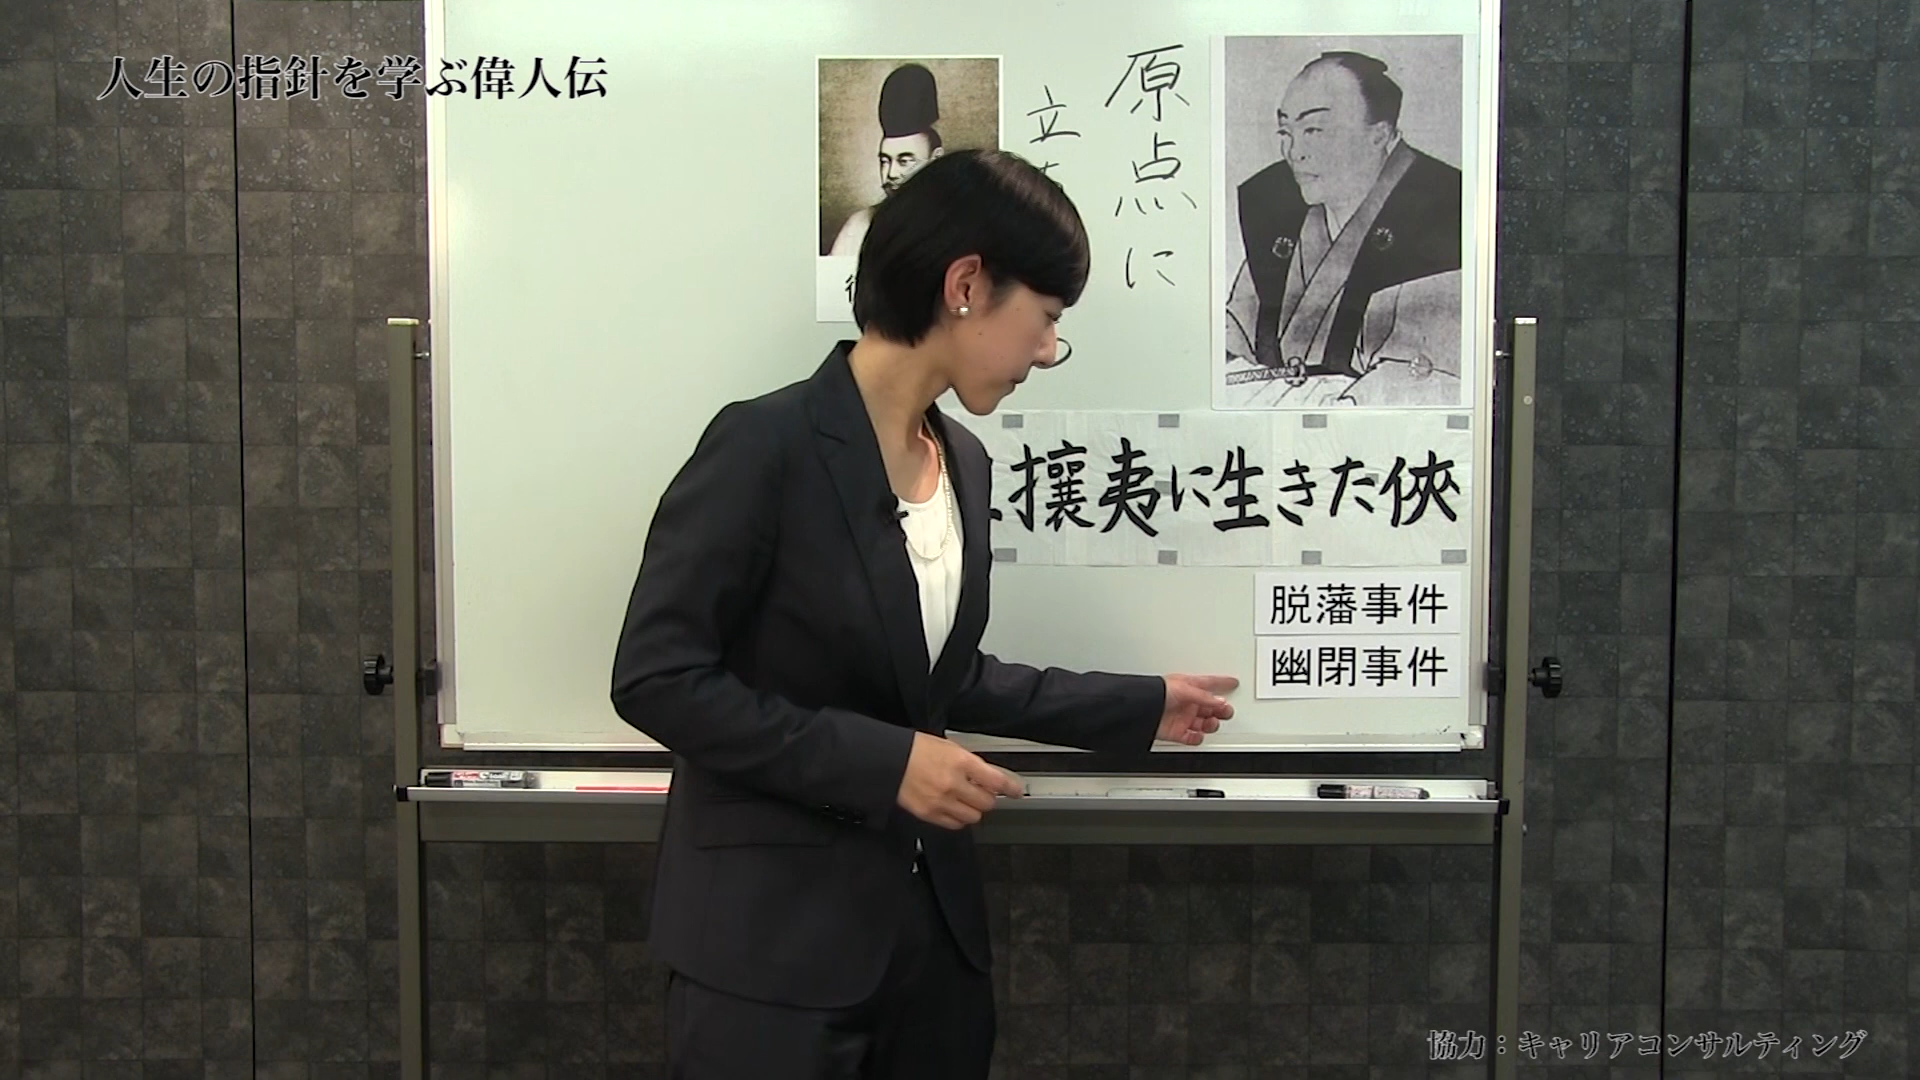 人生の指針を学ぶ偉人伝
原点に
立
攘夷に生きた俠
脱藩事件
幽閉事件
協力：キャリアコンサルティング